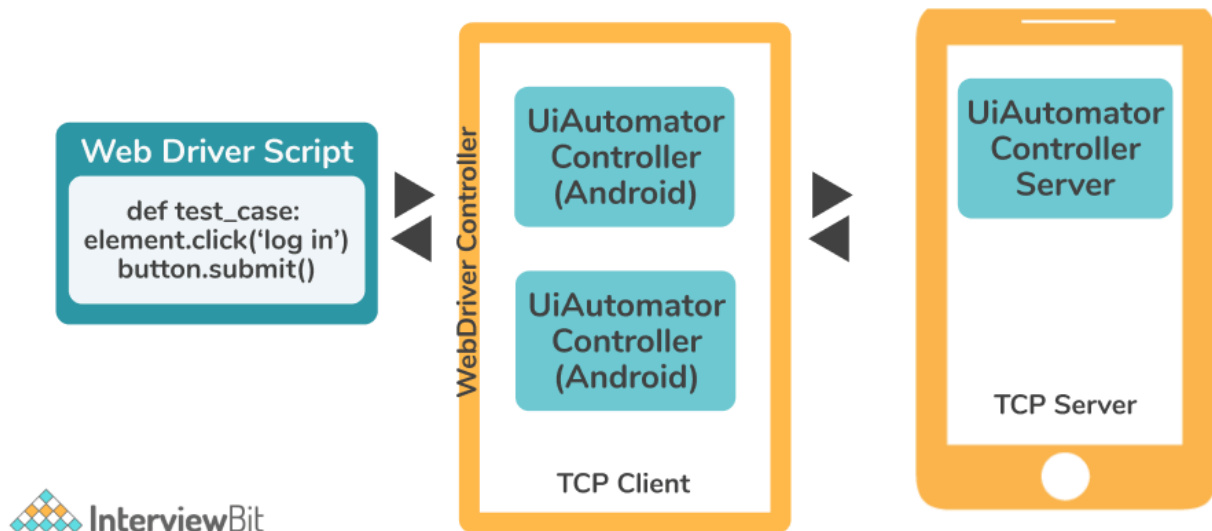 Web Driver Script
def test_case:
element.click(‘log in’)
button.submit()
WebDriver Controller
UiAutomator
Controller
(Android)
UiAutomator
Controller
(Android)
TCP Client
UiAutomator
Controller
Server
TCP Server
InterviewBit